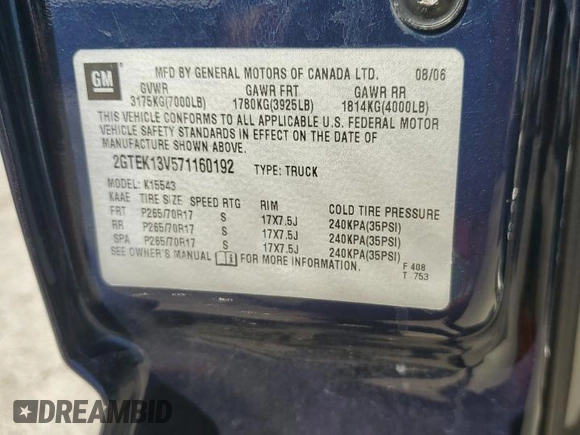 GM
MFD BY GENERAL MOTORS OF CANADA LTD. 08/06
GVWR GAWR FRT GAWR RR
3175KG(7000LB) 1780KG(3925LB) 1814KG(4000LB)
THIS VEHICLE CONFORMS TO ALL APPLICABLE U.S. FEDERAL MOTOR
VEHICLE SAFETY STANDARDS IN EFFECT ON THE DATE OF
MANUFACTURE SHOWN ABOVE.
2GTEK13V571160192 TYPE: TRUCK
MODEL: K15543
KAAE TIRE SIZE SPEED RTG RIM COLD TIRE PRESSURE
FRT P265/70R17 S 17X7.5J 240KPA(35PSI)
RR P265/70R17 S 17X7.5J 240KPA(35PSI)
SPA P265/70R17 S 17X7.5J 240KPA(35PSI)
SEE OWNER'S MANUAL FOR MORE INFORMATION.
F 408
T 753
DREAMBID